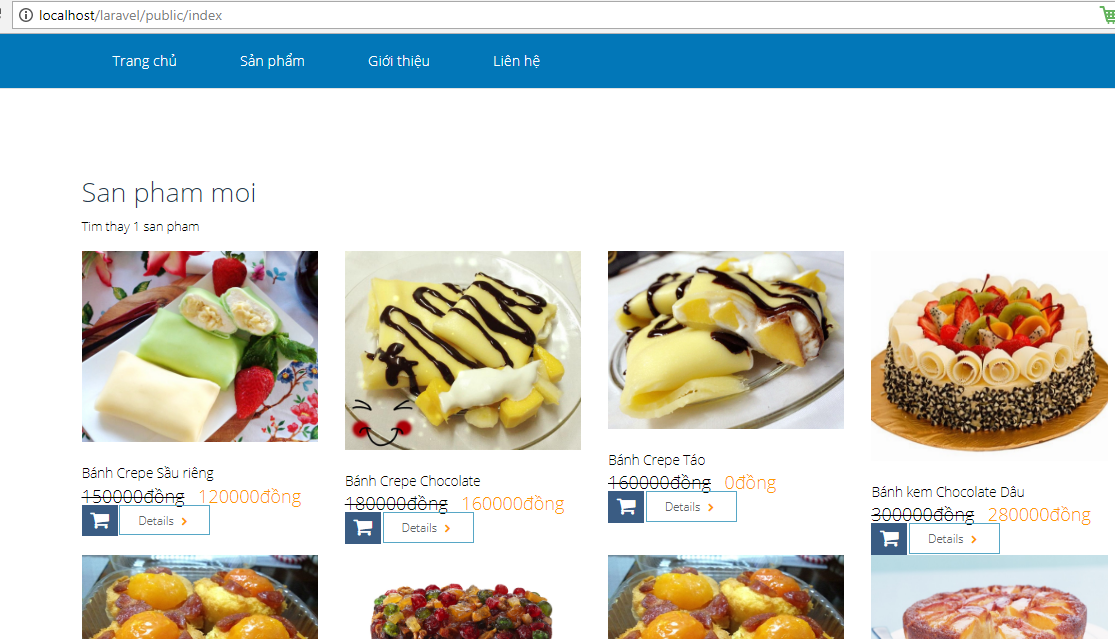 localhost/laravel/public/index
Trang chủ Sản phẩm Giới thiệu Liên hệ
San pham moi
Tim thay 1 san pham
Bánh Crepe Sầu riêng
150000đồng 120000đồng
Details
Bánh Crepe Chocolate
180000đồng 160000đồng
Details
Bánh Crepe Táo
160000đồng 0đồng
Details
Bánh kem Chocolate Dâu
300000đồng 280000đồng
Details